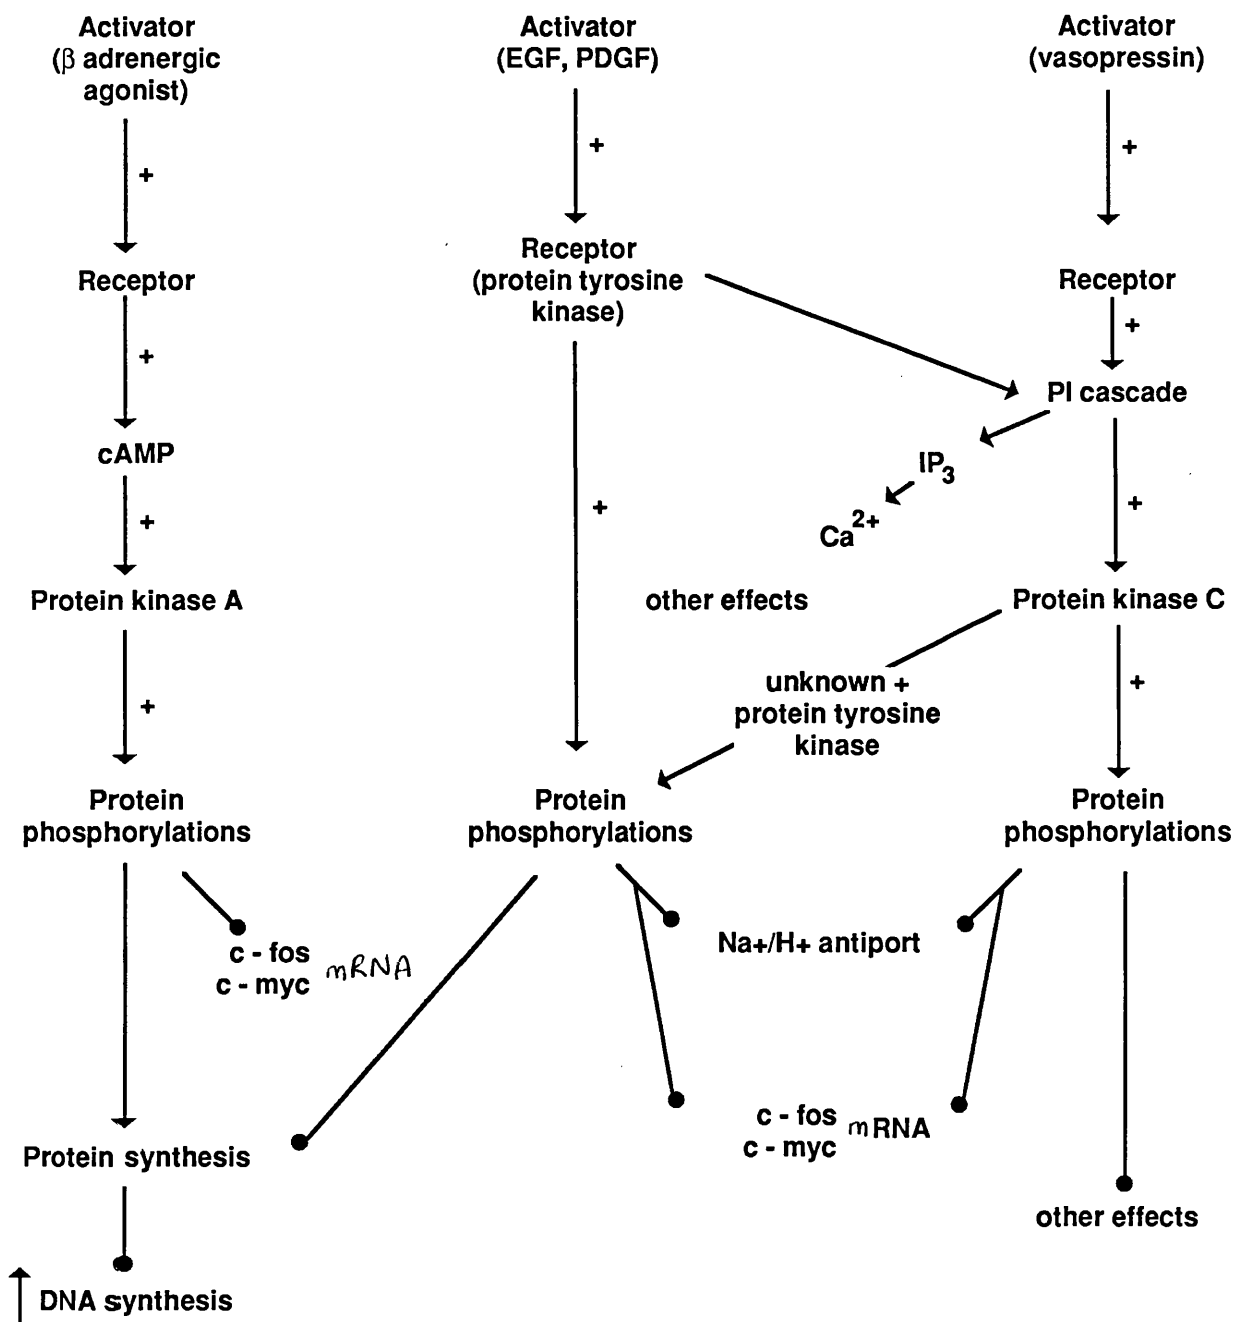 Activator
(β adrenergic
agonist)
Activator
(EGF, PDGF)
Activator
(vasopressin)
+
+
+
Receptor
Receptor
(protein tyrosine
kinase)
Receptor
+
+
PI cascade
cAMP
IP3
Ca2+
+
+
+
Protein kinase A
other effects
Protein kinase C
+
unknown +
protein tyrosine
kinase
+
Protein
phosphorylations
Protein
phosphorylations
Protein
phosphorylations
c - fos
c - myc mRNA
Na+/H+ antiport
c - fos
c - myc mRNA
Protein synthesis
other effects
DNA synthesis